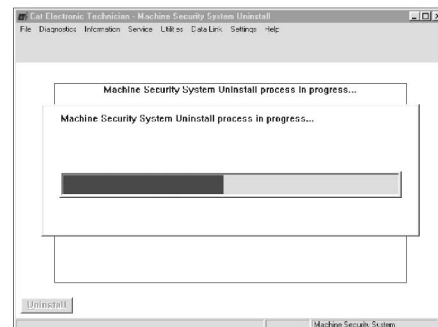 Cat Electronic Technician - Machine Security System Uninstall
File Diagnostics Information Service Utilities Data Link Settings Help
Machine Security System Uninstall process in progress...
Machine Security System Uninstall process in progress...
Uninstall
Machine Security System